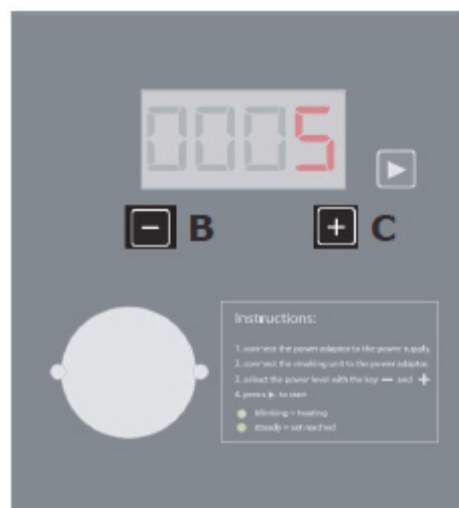 0005
− B + C
Instructions:
1. connect the power adaptor to the power supply
2. connect the smoking unit to the power adaptor.
3. select the power level with the key − and +
4. press ▶ to start
blinking = heating
steady = set reached